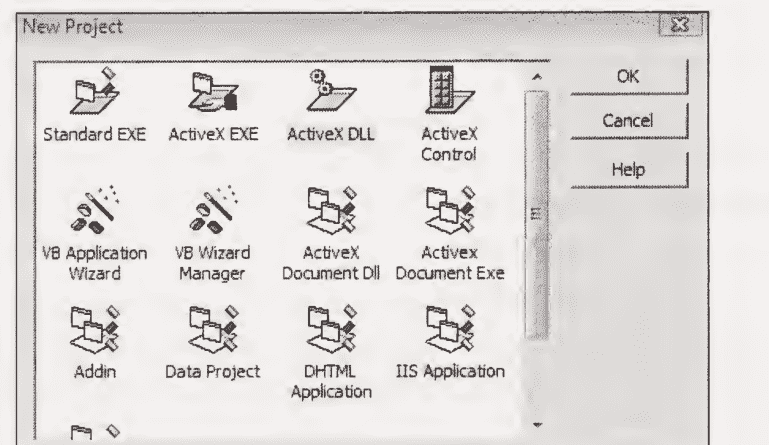 New Project
OK
Cancel
Help
Standard EXE
ActiveX EXE
ActiveX DLL
ActiveX
Control
VB Application
Wizard
VB Wizard
Manager
ActiveX
Document Dll
Activex
Document Exe
Addin
Data Project
DHTML
Application
IIS Application